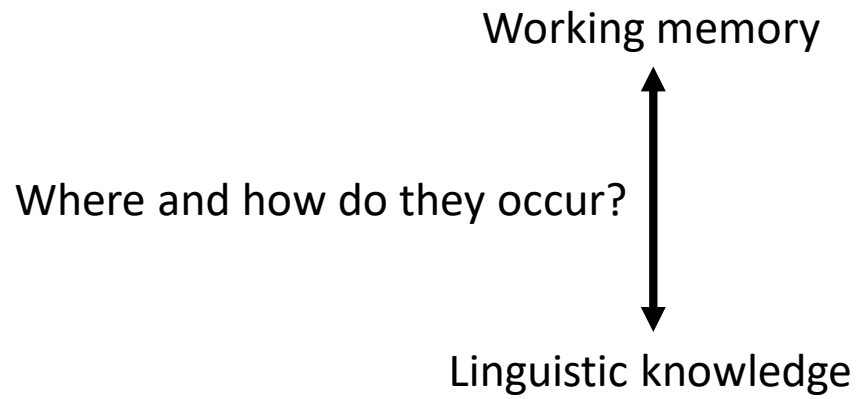 Working memory
Where and how do they occur?
Linguistic knowledge